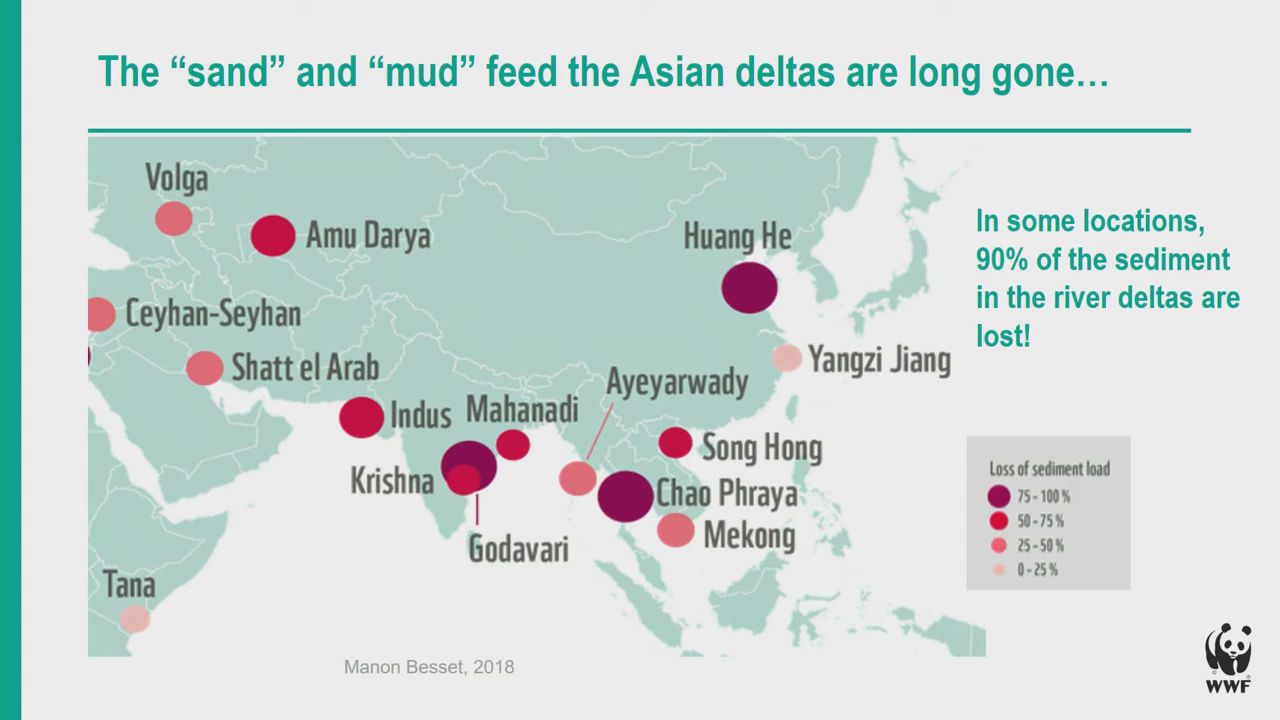 The “sand” and “mud” feed the Asian deltas are long gone…
Volga
Amu Darya
Huang He
In some locations,
90% of the sediment
in the river deltas are
lost!
Ceyhan-Seyhan
Shatt el Arab
Yangzi Jiang
Ayeyarwady
Indus
Mahanadi
Song Hong
Krishna
Chao Phraya
Mekong
Godavari
Tana
Loss of sediment load
75 - 100 %
50 - 75 %
25 - 50 %
0 - 25 %
Manon Besset, 2018
WWF